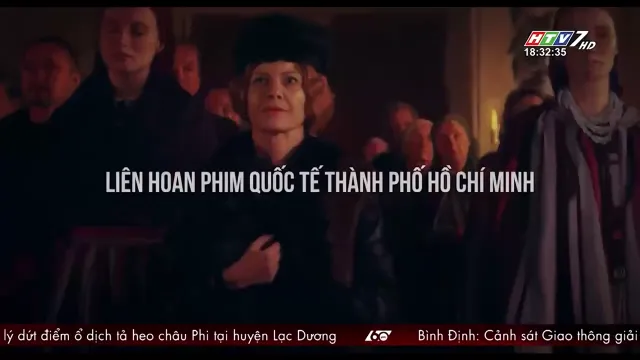 HTV7 HD
18:32:35
LIÊN HOAN PHIM QUỐC TẾ THÀNH PHỐ HỒ CHÍ MINH
lý dứt điểm ổ dịch tả heo châu Phi tại huyện Lạc Dương 60 Bình Định: Cảnh sát Giao thông giải